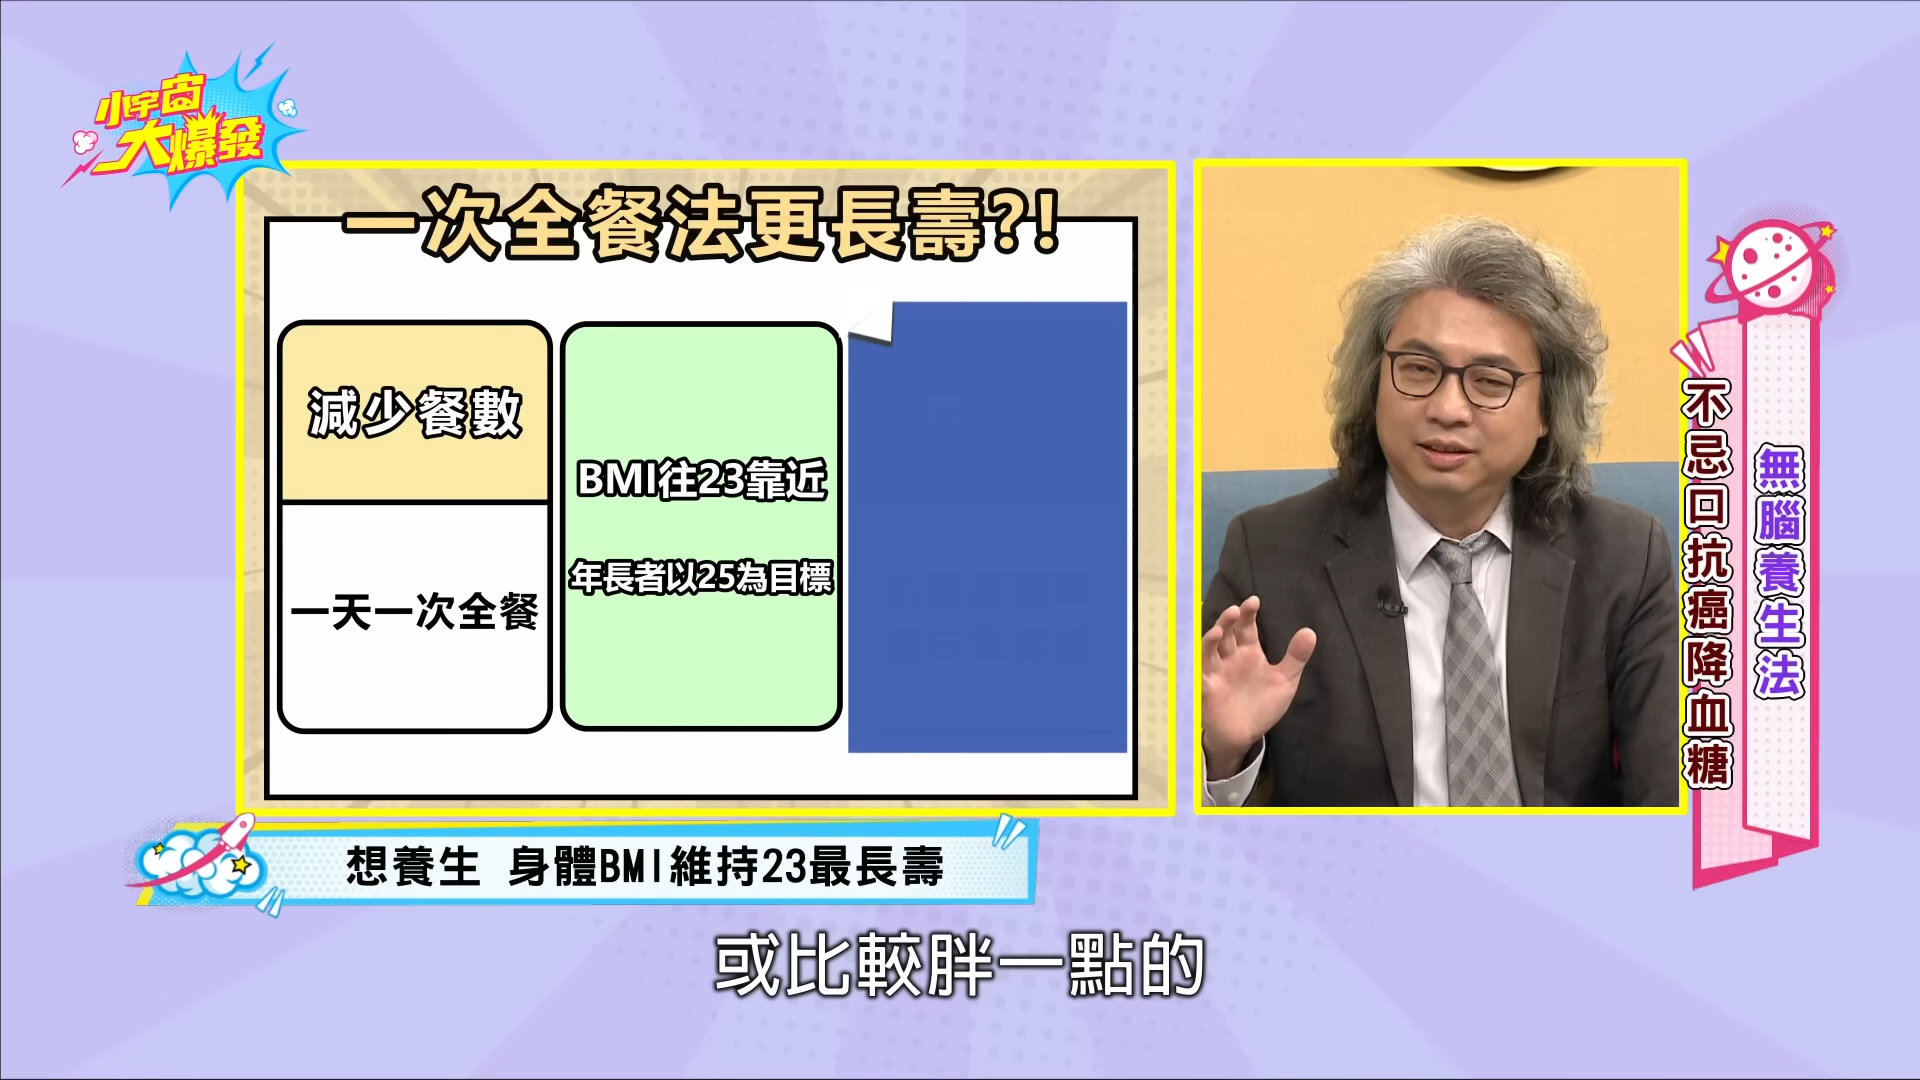 小宇宙
大爆發
一次全餐法更長壽?!
減少餐數
一天一次全餐
BMI往23靠近
年長者以25為目標
無腦養生法
不忌口抗癌降血糖
想養生 身體BMI維持23最長壽
或比較胖一點的